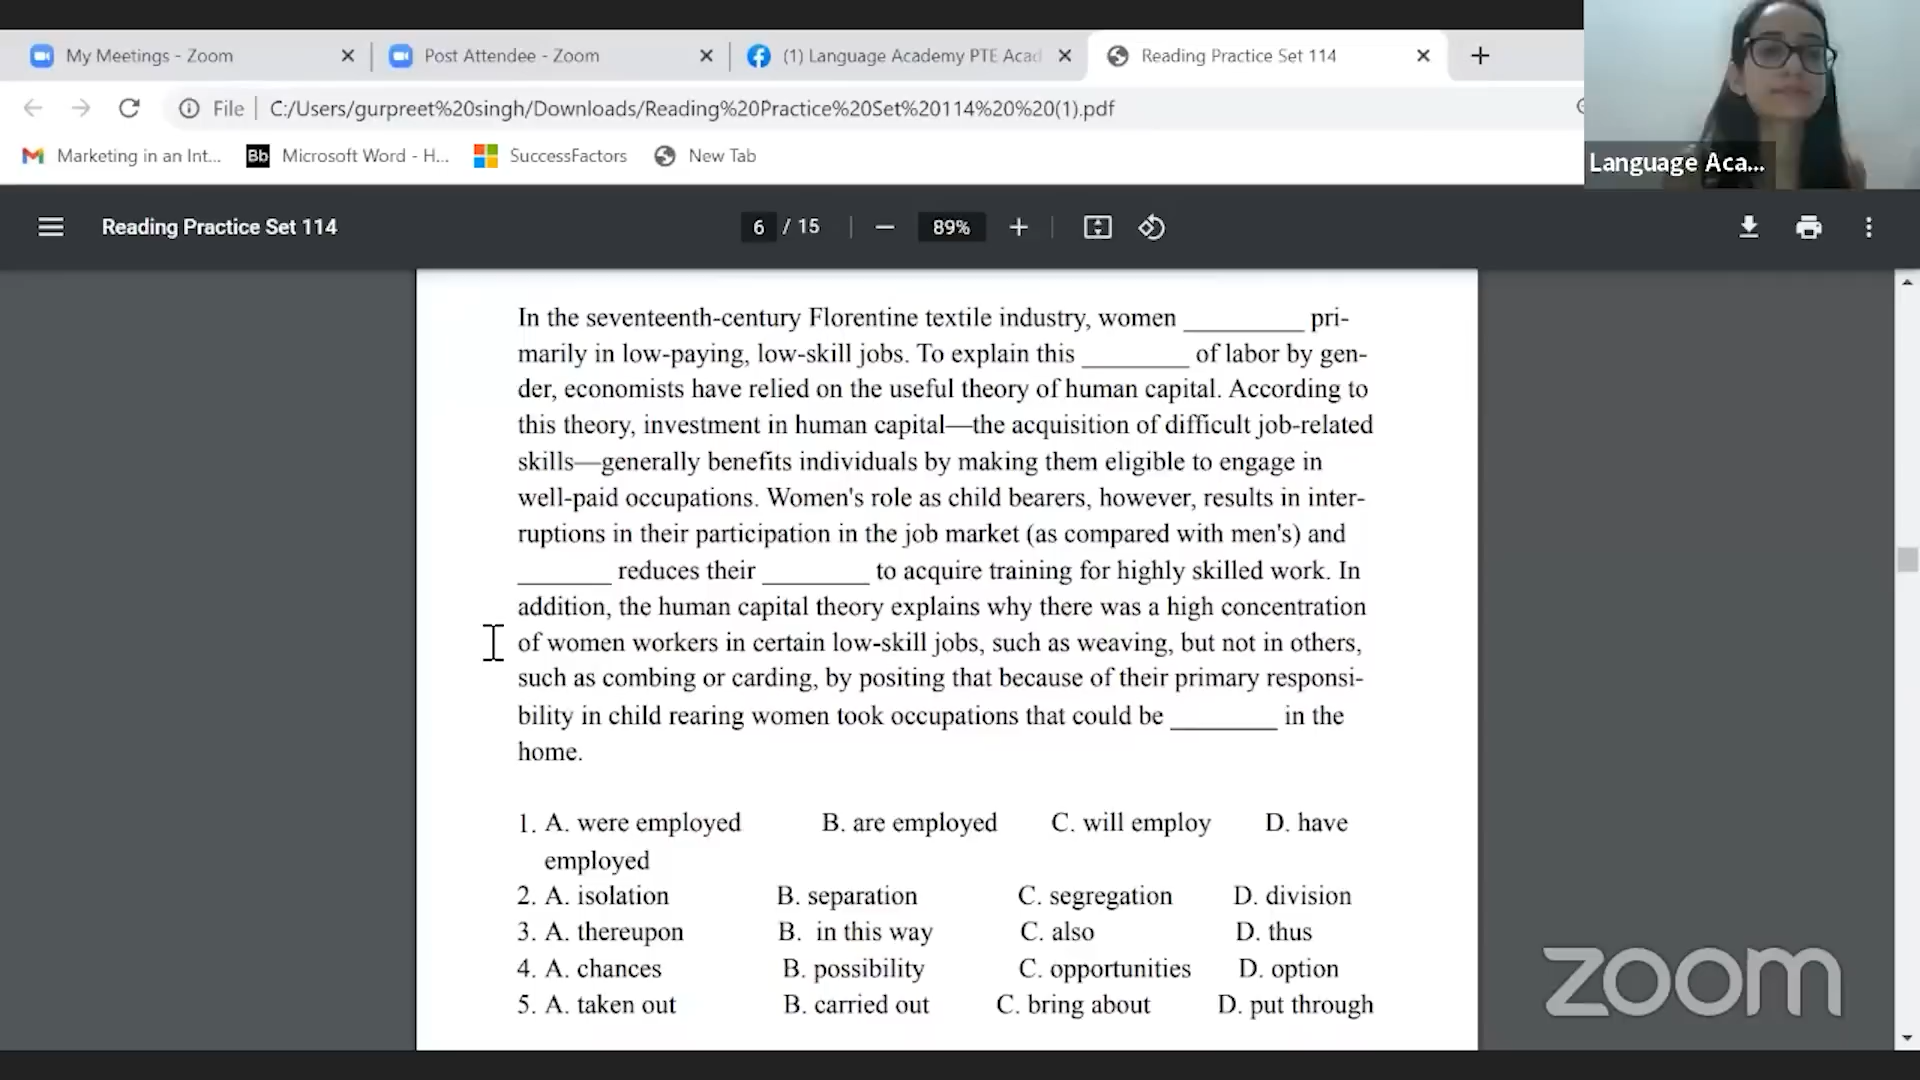 My Meetings - Zoom
Post Attendee - Zoom
(1) Language Academy PTE Acad
Reading Practice Set 114
File
C:/Users/gurpreet%20singh/Downloads/Reading%20Practice%20Set%20114%20%20(1).pdf
Marketing in an Int...
Bb Microsoft Word - H...
SuccessFactors
New Tab
Language Aca...
Reading Practice Set 114
6 / 15
89%
In the seventeenth-century Florentine textile industry, women _________ pri-
marily in low-paying, low-skill jobs. To explain this ________ of labor by gen-
der, economists have relied on the useful theory of human capital. According to
this theory, investment in human capital—the acquisition of difficult job-related
skills—generally benefits individuals by making them eligible to engage in
well-paid occupations. Women's role as child bearers, however, results in inter-
ruptions in their participation in the job market (as compared with men's) and
_______ reduces their ________ to acquire training for highly skilled work. In
addition, the human capital theory explains why there was a high concentration
of women workers in certain low-skill jobs, such as weaving, but not in others,
such as combing or carding, by positing that because of their primary responsi-
bility in child rearing women took occupations that could be ________ in the
home.
1. A. were employed B. are employed C. will employ D. have
employed
2. A. isolation B. separation C. segregation D. division
3. A. thereupon B. in this way C. also D. thus
4. A. chances B. possibility C. opportunities D. option
5. A. taken out B. carried out C. bring about D. put through
zoom